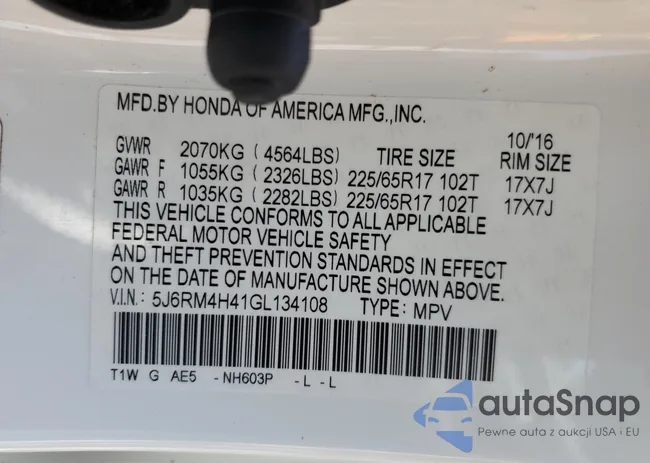 MFD.BY HONDA OF AMERICA MFG.,INC.
10/'16
GVWR 2070KG (4564LBS) TIRE SIZE RIM SIZE
GAWR F 1055KG (2326LBS) 225/65R17 102T 17X7J
GAWR R 1035KG (2282LBS) 225/65R17 102T 17X7J
THIS VEHICLE CONFORMS TO ALL APPLICABLE
FEDERAL MOTOR VEHICLE SAFETY
AND THEFT PREVENTION STANDARDS IN EFFECT
ON THE DATE OF MANUFACTURE SHOWN ABOVE.
V.I.N.: 5J6RM4H41GL134108 TYPE: MPV
T1W G AE5 -NH603P -L -L
autoSnap
Pewne auta z aukcji USA i EU